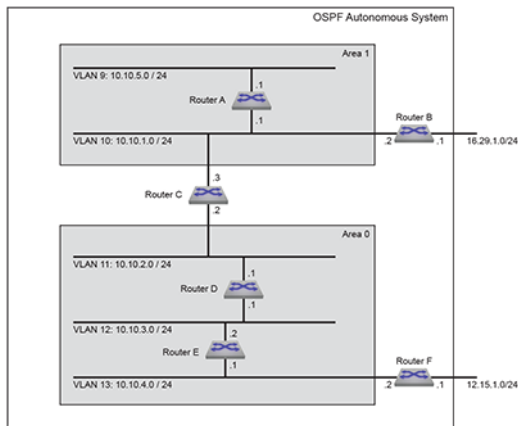 OSPF Autonomous System
Area 1
VLAN 9: 10.10.5.0 / 24
.1
Router A
.1
VLAN 10: 10.10.1.0 / 24
Router B
.2
.1
16.29.1.0/24
.3
Router C
.2
Area 0
VLAN 11: 10.10.2.0 / 24
.1
Router D
.1
VLAN 12: 10.10.3.0 / 24
.2
Router E
.1
VLAN 13: 10.10.4.0 / 24
Router F
.2
.1
12.15.1.0/24